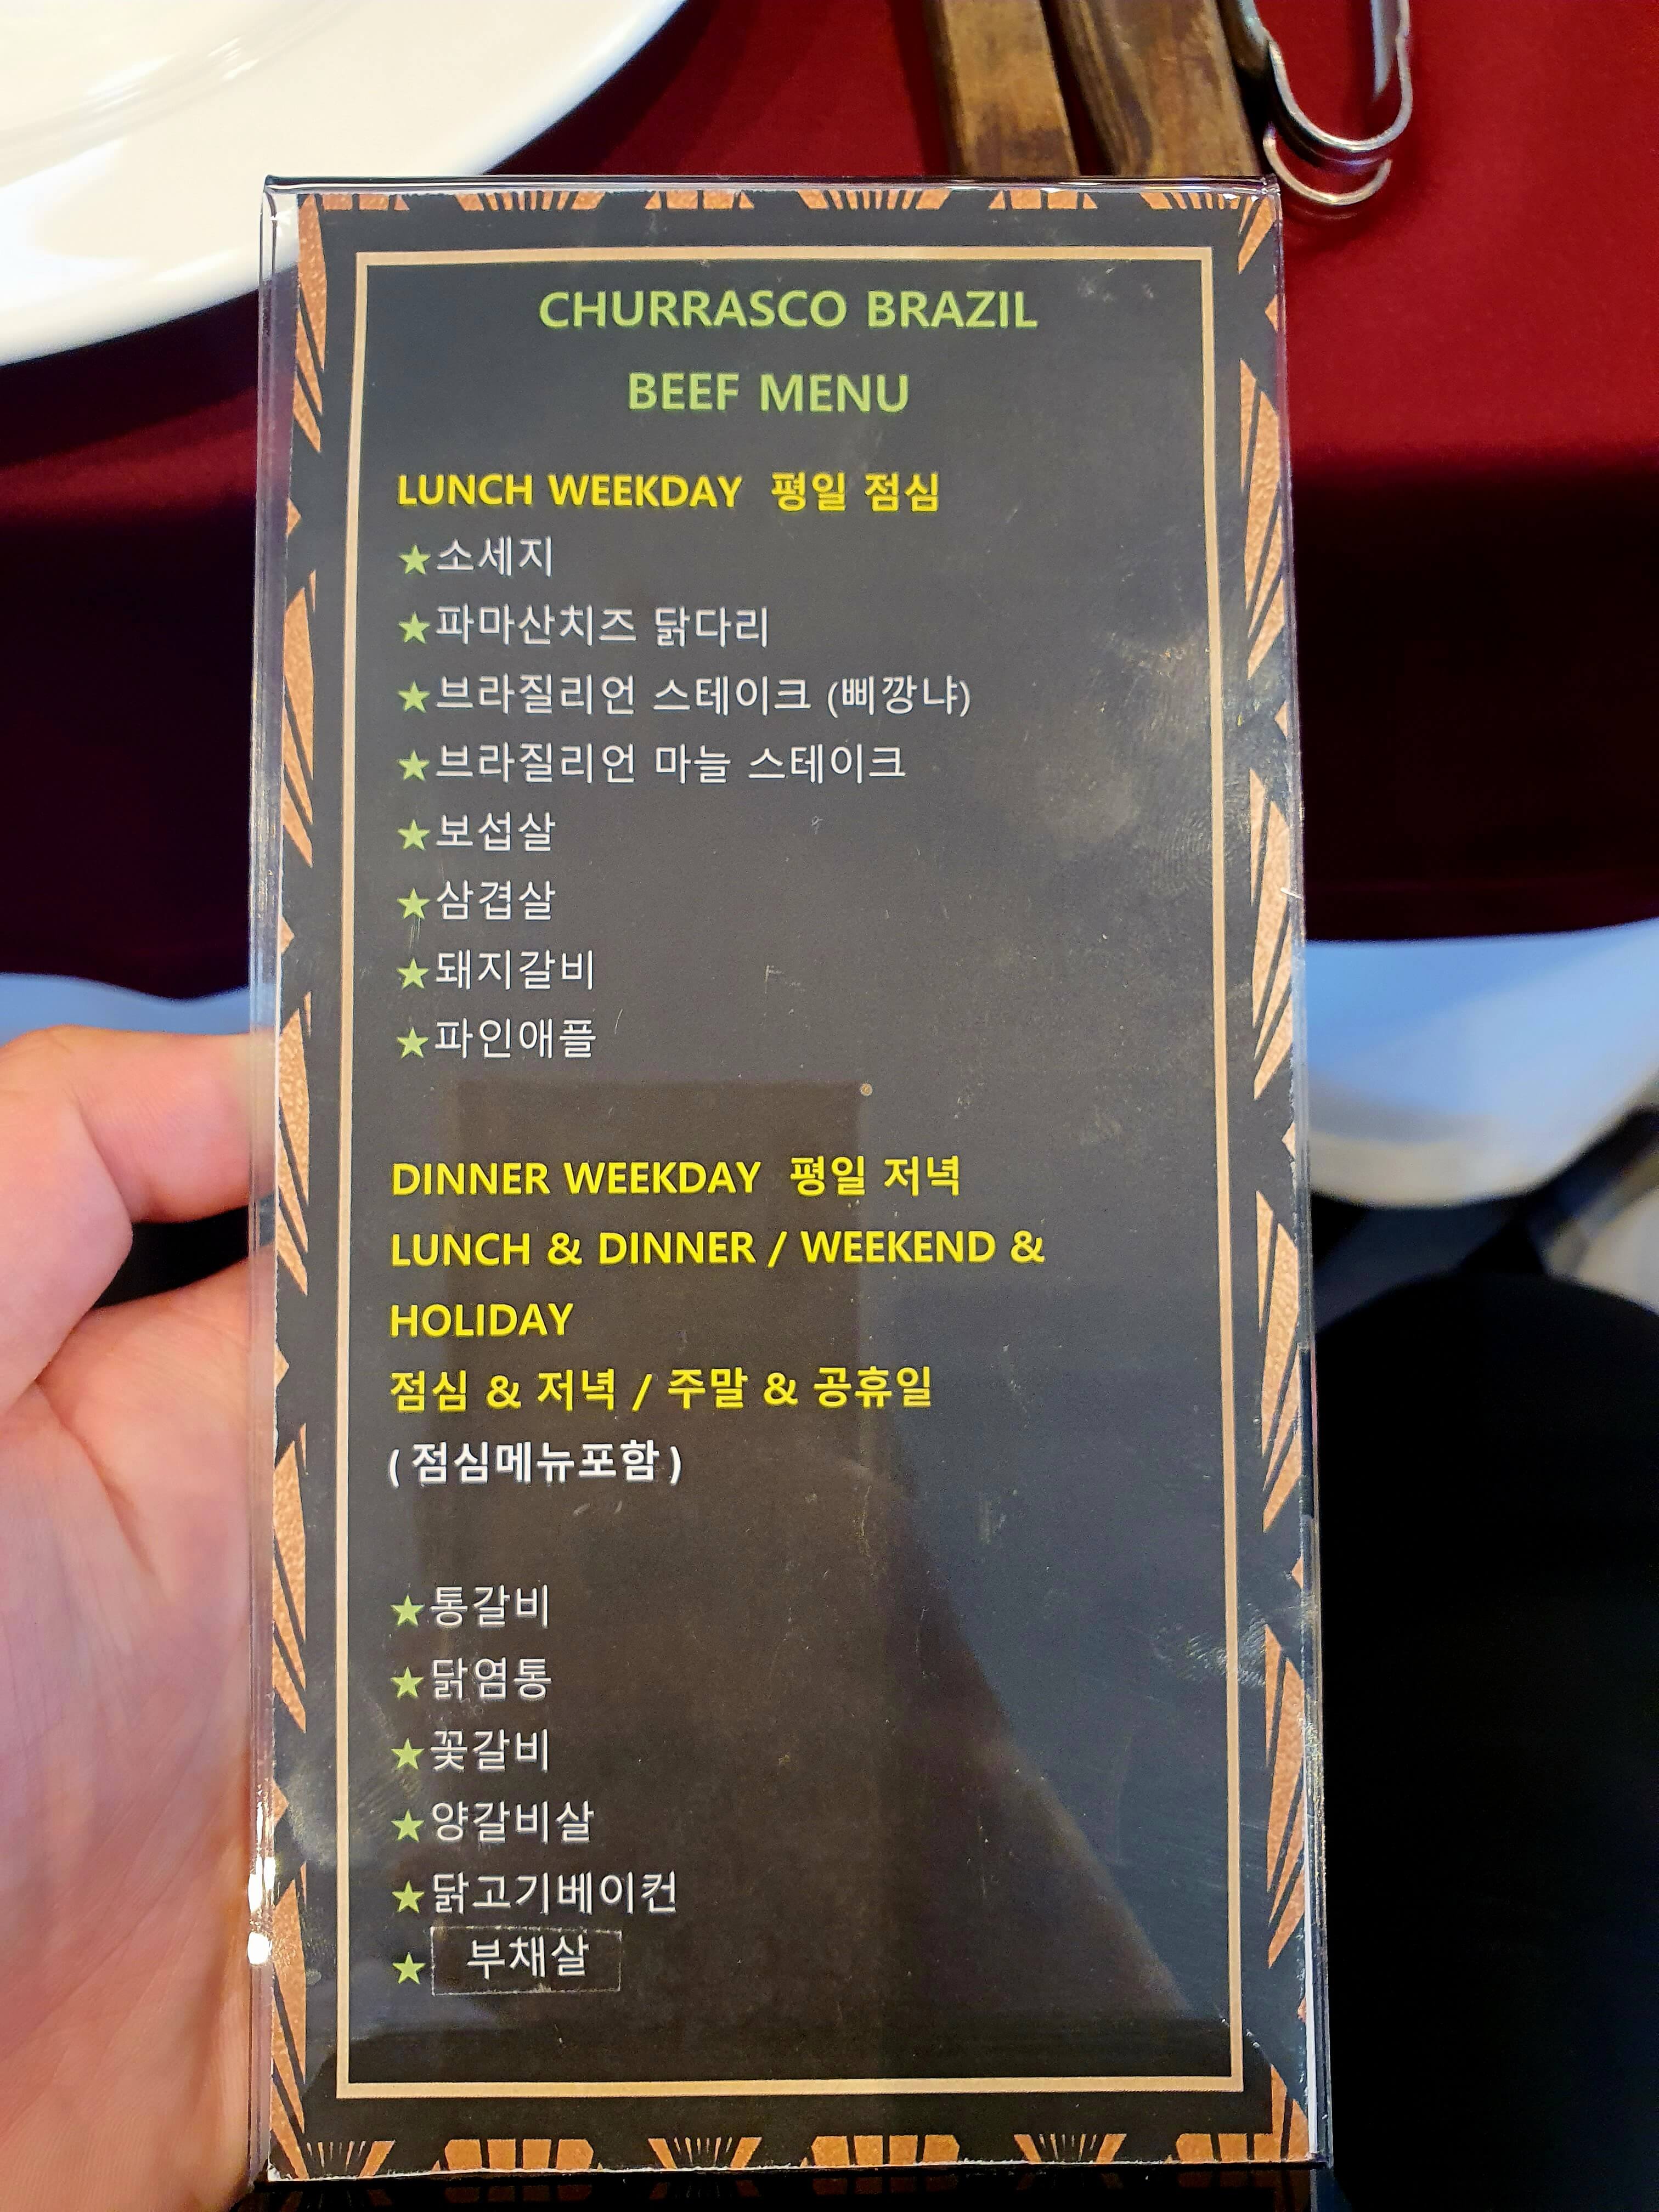 CHURRASCO BRAZIL
BEEF MENU
LUNCH WEEKDAY 평일 점심
★소세지
★파마산치즈 닭다리
★브라질리언 스테이크 (삐깡냐)
★브라질리언 마늘 스테이크
★보섭살
★삼겹살
★돼지갈비
★파인애플
DINNER WEEKDAY 평일 저녁
LUNCH & DINNER / WEEKEND &
HOLIDAY
점심 & 저녁 / 주말 & 공휴일
( 점심메뉴포함 )
★통갈비
★닭염통
★꽃갈비
★양갈비살
★닭고기베이컨
★ 부채살